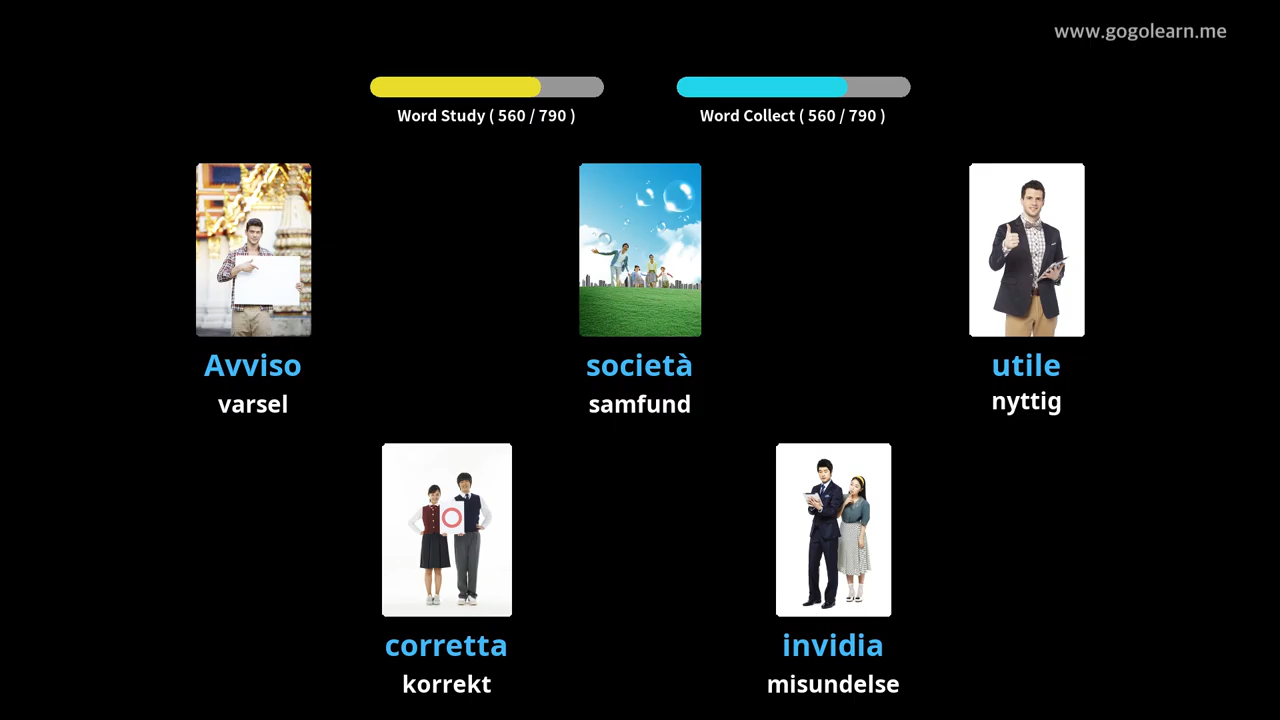 www.gogolearn.me
Word Study ( 560 / 790 )
Word Collect ( 560 / 790 )
Avviso
varsel
società
samfund
utile
nyttig
corretta
korrekt
invidia
misundelse